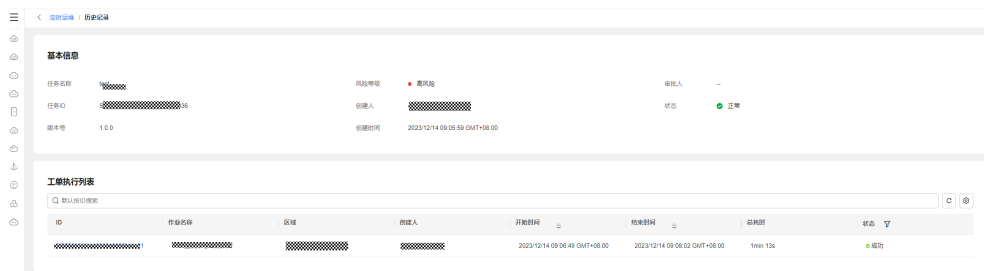 定时运维 / 历史记录
基本信息
任务名称 风险等级 高风险 审批人 --
任务ID 36 创建人 状态 正常
版本号 1.0.0 创建时间 2023/12/14 09:05:59 GMT+08:00
工单执行列表
默认按ID搜索
ID 作业名称 区域 创建人 开始时间 结束时间 总耗时 状态
1 2023/12/14 09:06:49 GMT+08:00 2023/12/14 09:08:02 GMT+08:00 1min 13s 成功